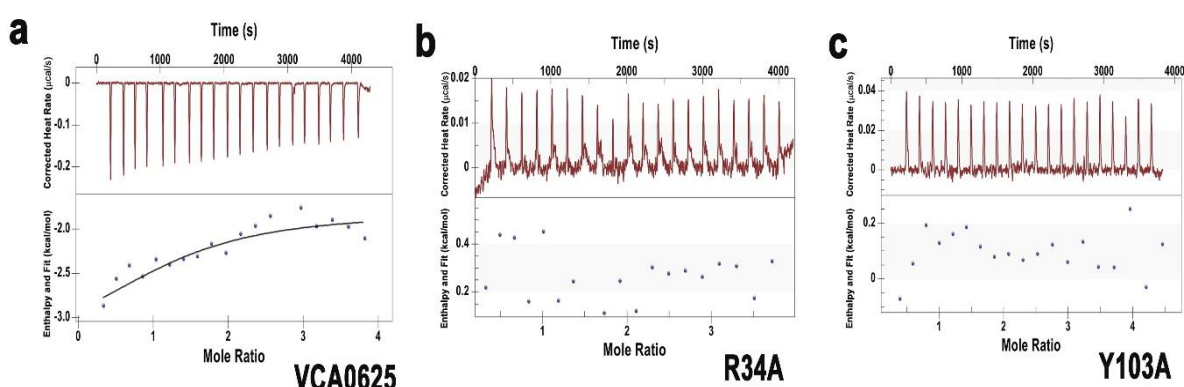 a
Time (s)
0 1000 2000 3000 4000
Corrected Heat Rate (μcal/s)
0
-0.1
-0.2
Enthalpy and Fit (kcal/mol)
-2.0
-2.5
-3.0
0 1 2 3 4
Mole Ratio
VCA0625
b
Time (s)
0 1000 2000 3000 4000
Corrected Heat Rate (μcal/s)
0.02
0.01
0
Enthalpy and Fit (kcal/mol)
0.4
0.2
1 2 3
Mole Ratio
R34A
c
Time (s)
0 1000 2000 3000 4000
Corrected Heat Rate (μcal/s)
0.04
0.02
0
Enthalpy and Fit (kcal/mol)
0.2
0
1 2 3 4
Mole Ratio
Y103A